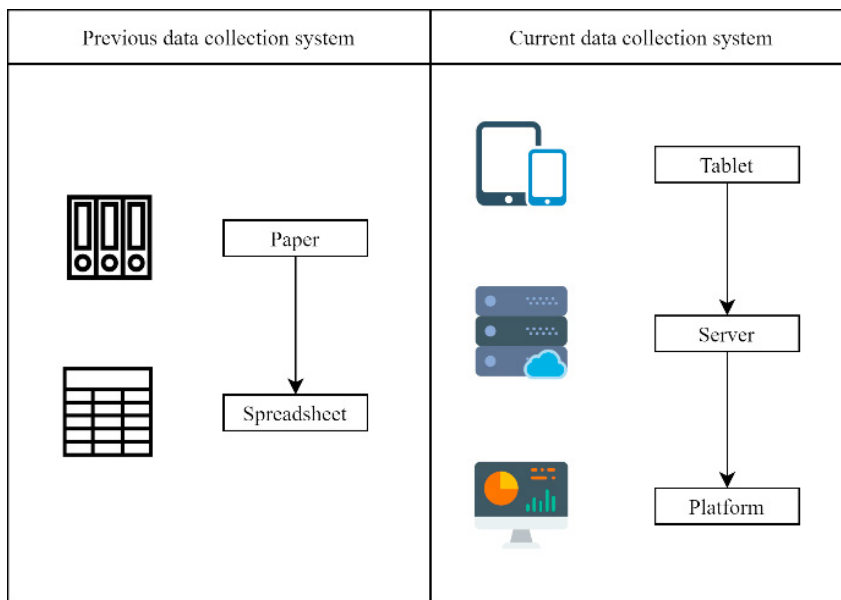 Previous data collection system
Current data collection system
Paper
Spreadsheet
Tablet
Server
Platform